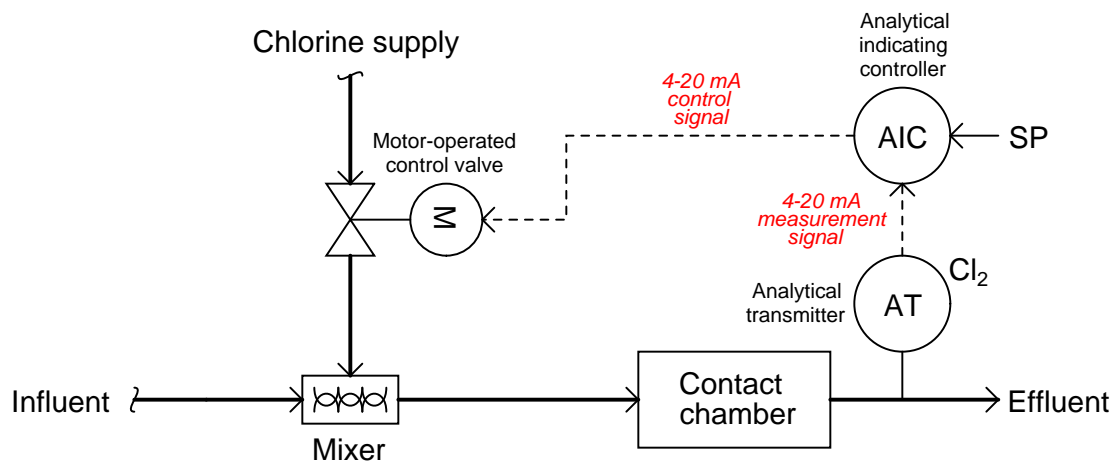 Chlorine supply
Analytical
indicating
controller
4-20 mA
control
signal
AIC
SP
Motor-operated
control valve
M
4-20 mA
measurement
signal
Cl2
Analytical
transmitter
AT
Influent
Mixer
Contact
chamber
Effluent